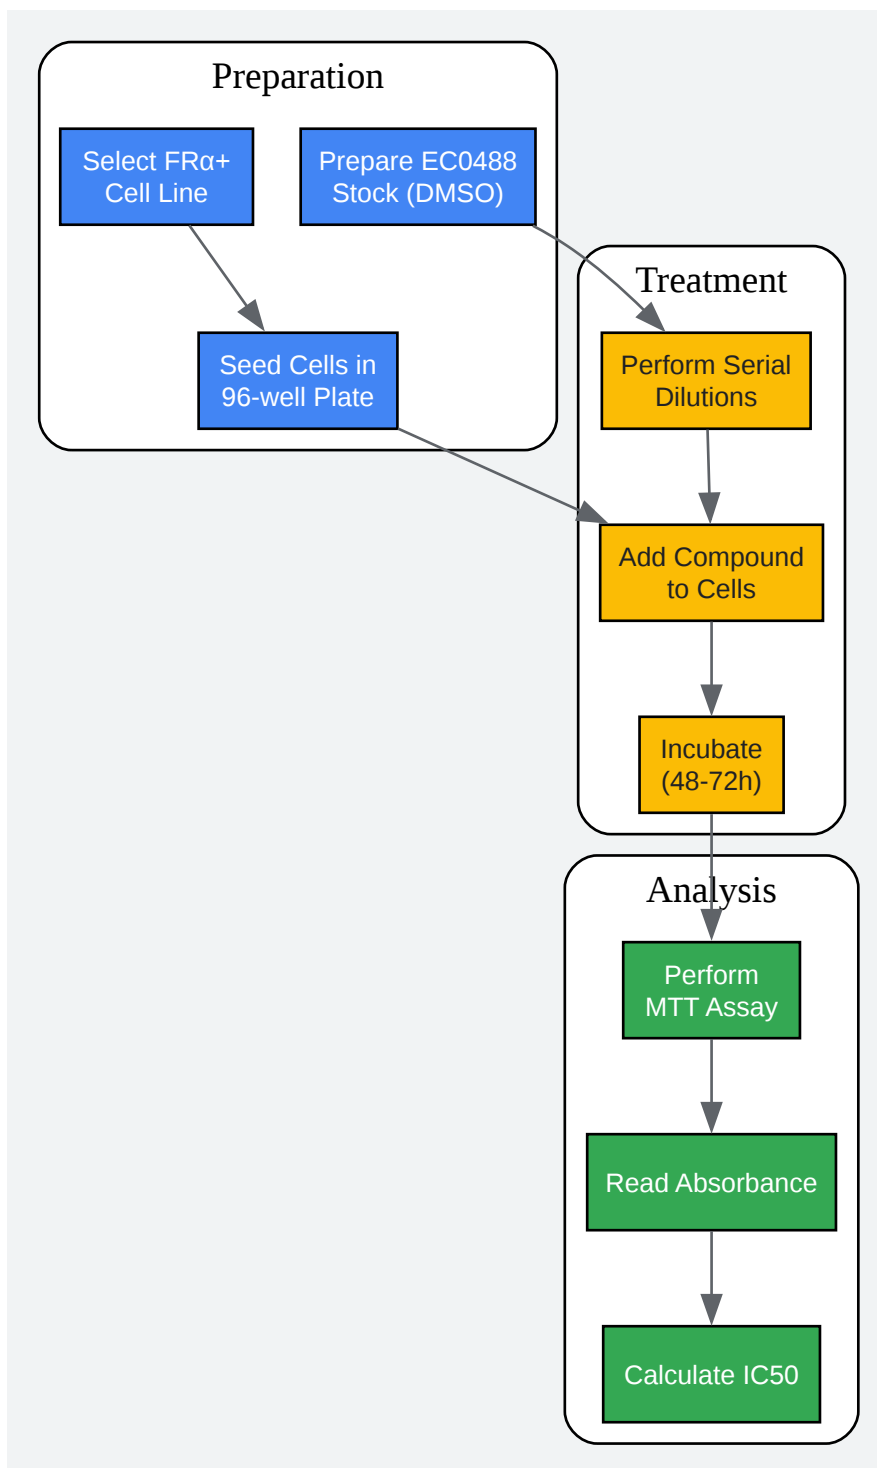 Preparation
Select FRα+
Cell Line
Prepare EC0488
Stock (DMSO)
Seed Cells in
96-well Plate
Treatment
Perform Serial
Dilutions
Add Compound
to Cells
Incubate
(48-72h)
Analysis
Perform
MTT Assay
Read Absorbance
Calculate IC50